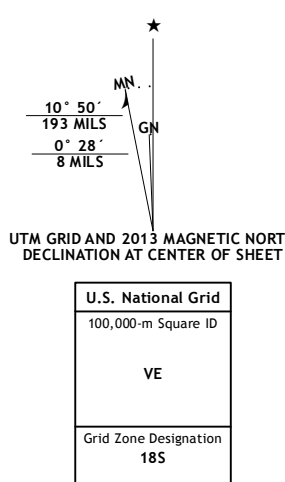 ★
MN
10° 50´
193 MILS
GN
0° 28´
8 MILS
UTM GRID AND 2013 MAGNETIC NORT
DECLINATION AT CENTER OF SHEET
U.S. National Grid
100,000-m Square ID
VE
Grid Zone Designation
18S